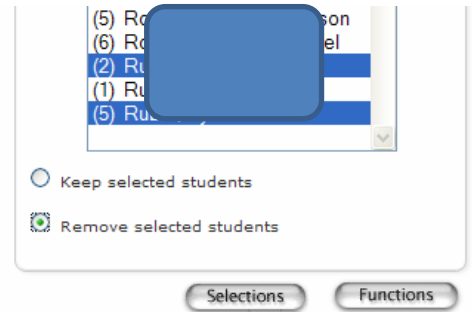 (5) Ro son
(6) Ro el
(2) Ru
(1) Ru
(5) Ru
Keep selected students
Remove selected students
Selections Functions